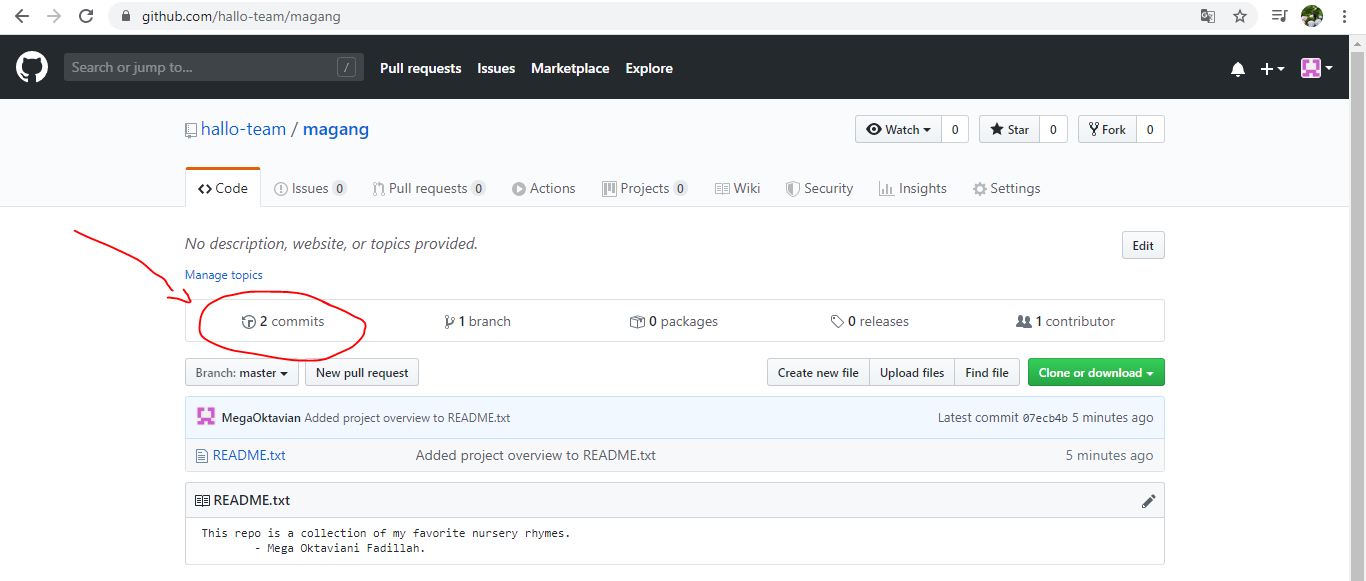 github.com/hallo-team/magang
Search or jump to... / Pull requests Issues Marketplace Explore
hallo-team / magang Watch 0 Star 0 Fork 0
Code Issues 0 Pull requests 0 Actions Projects 0 Wiki Security Insights Settings
No description, website, or topics provided. Edit
Manage topics
2 commits 1 branch 0 packages 0 releases 1 contributor
Branch: master New pull request Create new file Upload files Find file Clone or download
MegaOktavian Added project overview to README.txt Latest commit 07ecb4b 5 minutes ago
README.txt Added project overview to README.txt 5 minutes ago
README.txt
This repo is a collection of my favorite nursery rhymes.
- Mega Oktaviani Fadillah.